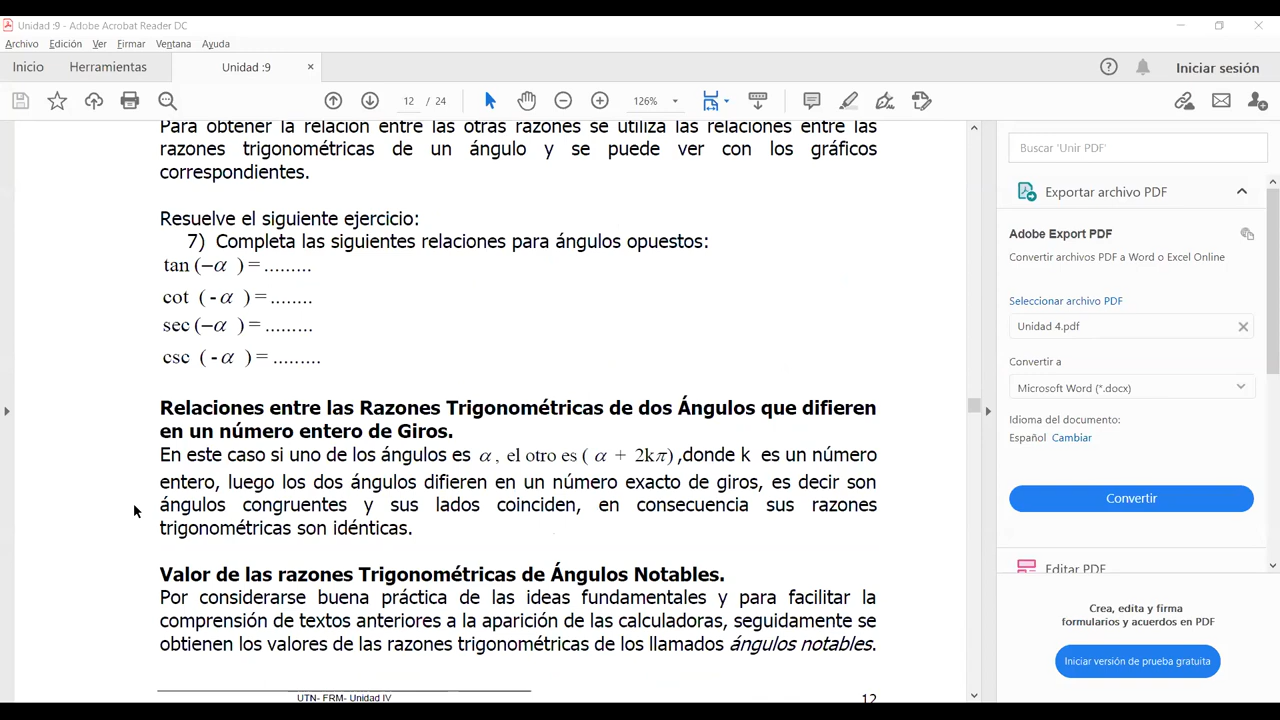 Unidad :9 - Adobe Acrobat Reader DC
Archivo Edición Ver Firmar Ventana Ayuda
Inicio Herramientas Unidad :9 ×
Iniciar sesión
12 / 24 126%
Para obtener la relación entre las otras razones se utiliza las relaciones entre las
razones trigonométricas de un ángulo y se puede ver con los gráficos
correspondientes.
Resuelve el siguiente ejercicio:
7) Completa las siguientes relaciones para ángulos opuestos:
tan (−α ) = .........
cot ( - α ) = ........
sec (−α ) = .........
csc ( - α ) = .........
Relaciones entre las Razones Trigonométricas de dos Ángulos que difieren
en un número entero de Giros.
En este caso si uno de los ángulos es α , el otro es ( α + 2kπ) ,donde k es un número
entero, luego los dos ángulos difieren en un número exacto de giros, es decir son
ángulos congruentes y sus lados coinciden, en consecuencia sus razones
trigonométricas son idénticas.
Valor de las razones Trigonométricas de Ángulos Notables.
Por considerarse buena práctica de las ideas fundamentales y para facilitar la
comprensión de textos anteriores a la aparición de las calculadoras, seguidamente se
obtienen los valores de las razones trigonométricas de los llamados ángulos notables.
UTN- FRM- Unidad IV 12
Buscar 'Unir PDF'
Exportar archivo PDF
Adobe Export PDF
Convertir archivos PDF a Word o Excel Online
Seleccionar archivo PDF
Unidad 4.pdf
Convertir a
Microsoft Word (*.docx)
Idioma del documento:
Español Cambiar
Convertir
Editar PDF
Crea, edita y firma
formularios y acuerdos en PDF
Iniciar versión de prueba gratuita